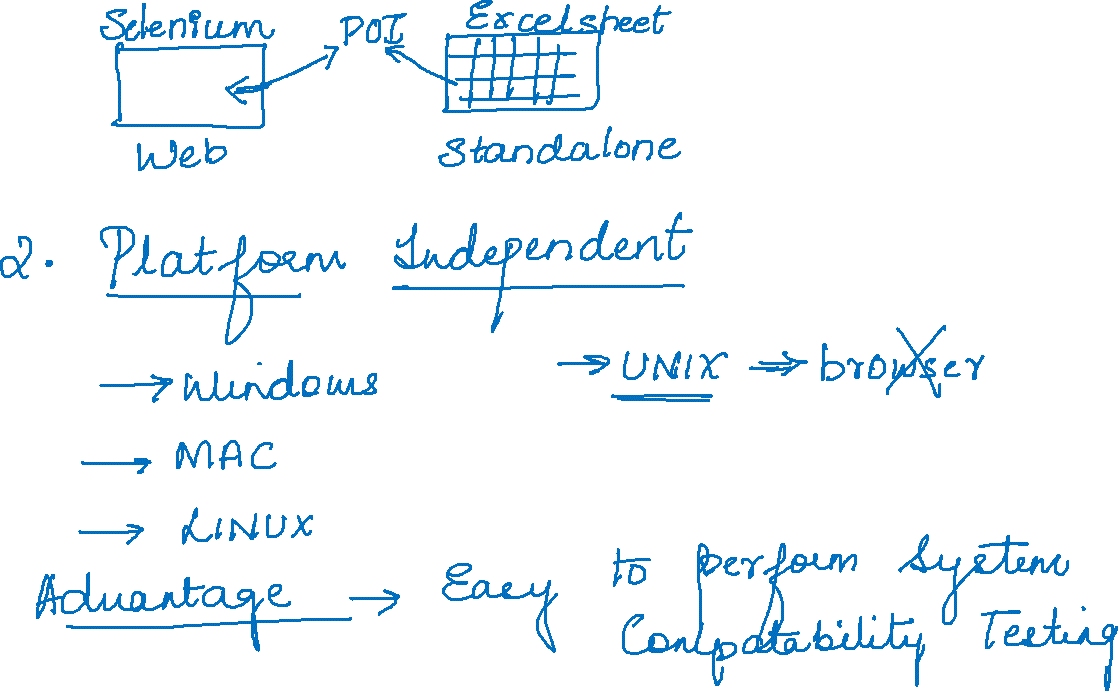 Selenium POI Excelsheet
Web Standalone
2. Platform Independent
→ Windows → UNIX ⇒ browser
→ MAC
→ LINUX
Advantage → Easy to perform System
Compatability Testing